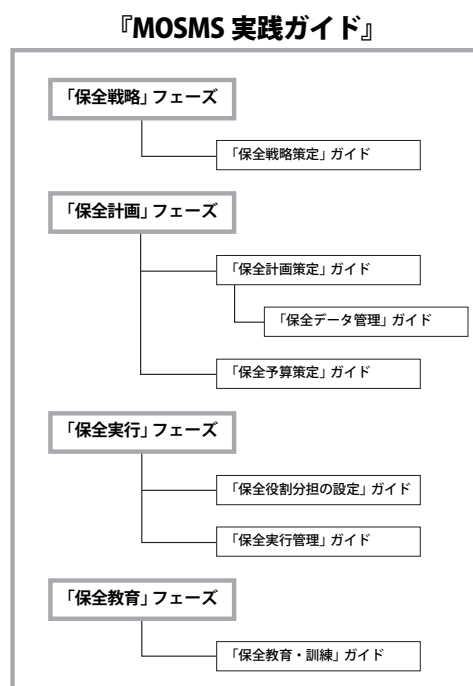 『MOSMS 実践ガイド』
「保全戦略」フェーズ
「保全戦略策定」ガイド
「保全計画」フェーズ
「保全計画策定」ガイド
「保全データ管理」ガイド
「保全予算策定」ガイド
「保全実行」フェーズ
「保全役割分担の設定」ガイド
「保全実行管理」ガイド
「保全教育」フェーズ
「保全教育・訓練」ガイド